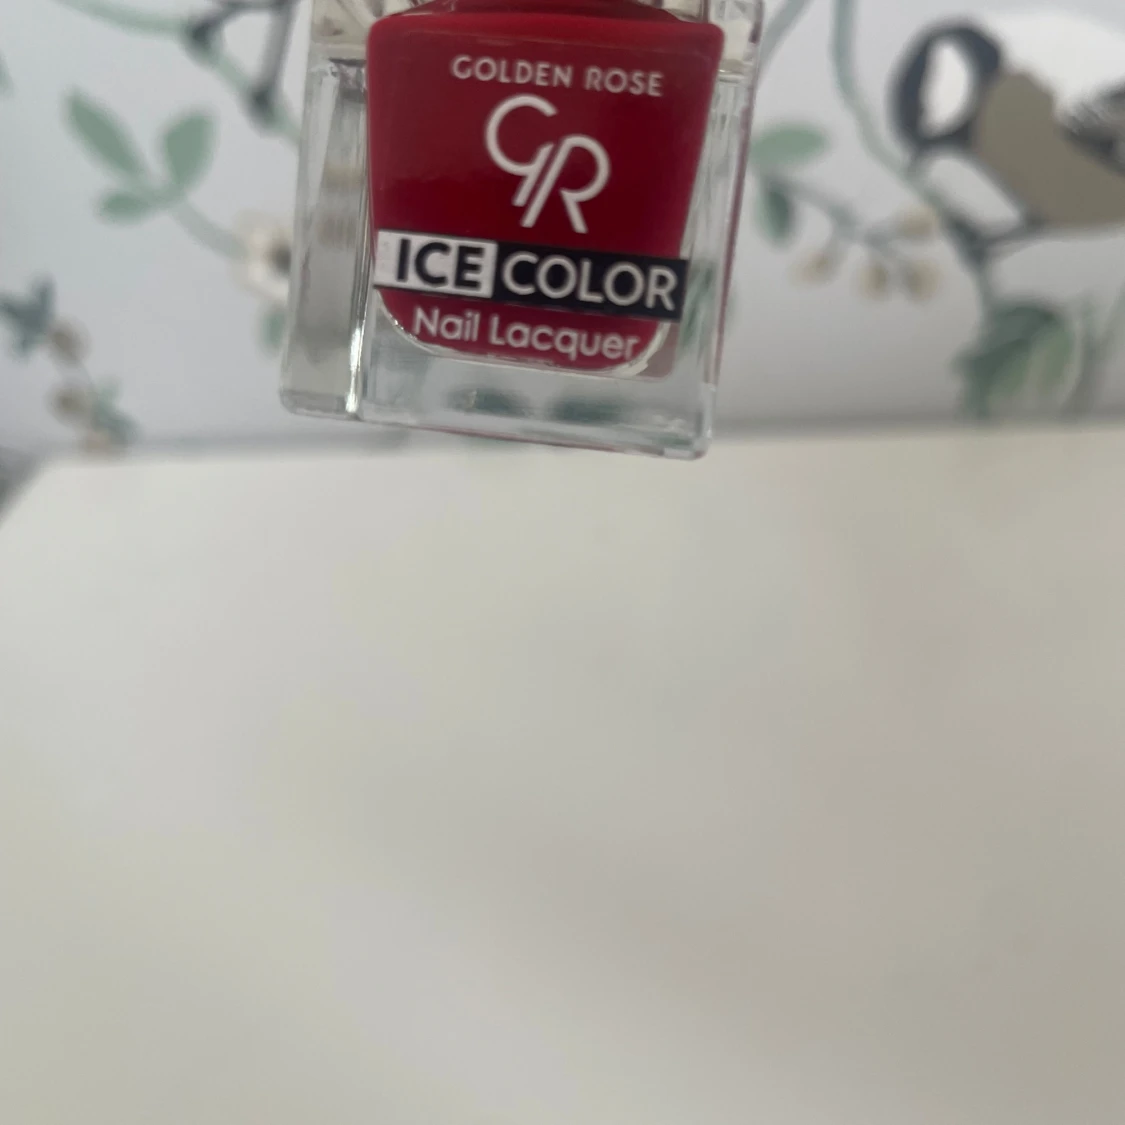 GOLDEN ROSE
GR
ICE COLOR
Nail Lacquer